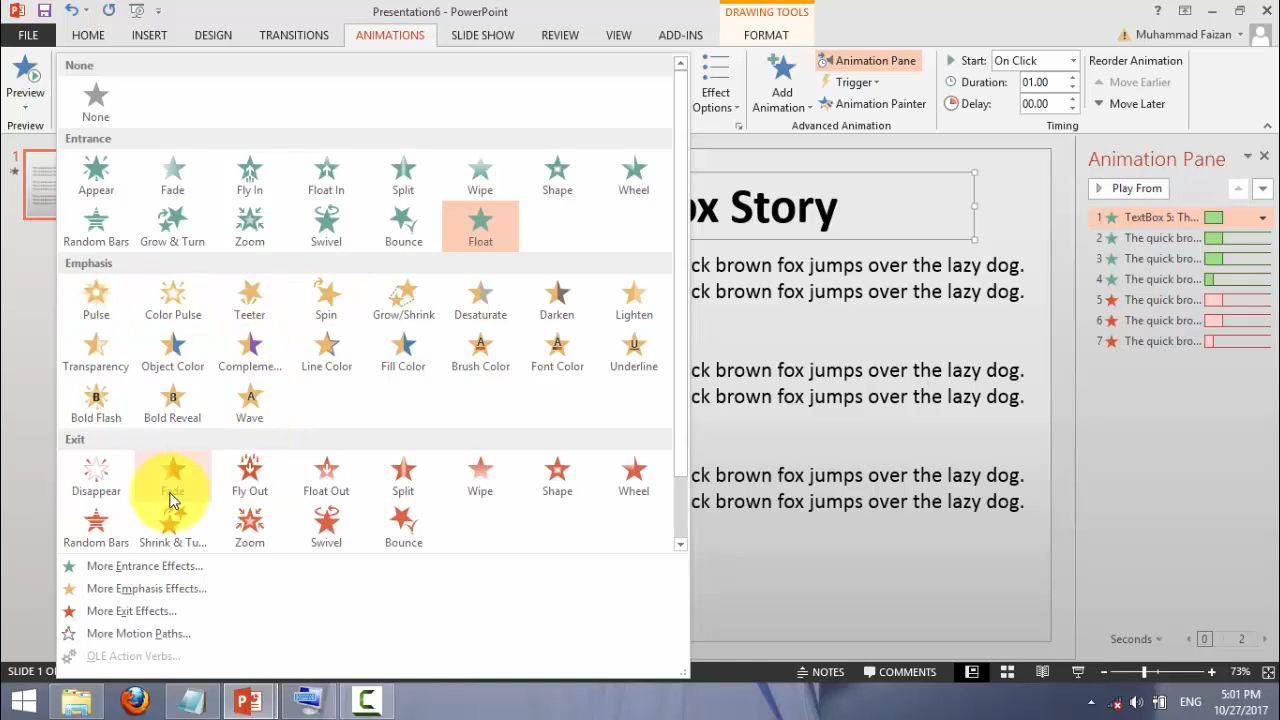 Presentation6 - PowerPoint
DRAWING TOOLS
?
FILE HOME INSERT DESIGN TRANSITIONS ANIMATIONS SLIDE SHOW REVIEW VIEW ADD-INS FORMAT
Muhammad Faizan
Preview
Preview
None
None
Entrance
Appear Fade Fly In Float In Split Wipe Shape Wheel
Random Bars Grow & Turn Zoom Swivel Bounce Float
Emphasis
Pulse Color Pulse Teeter Spin Grow/Shrink Desaturate Darken Lighten
Transparency Object Color Compleme... Line Color Fill Color Brush Color Font Color Underline
Bold Flash Bold Reveal Wave
Exit
Disappear Fade Fly Out Float Out Split Wipe Shape Wheel
Random Bars Shrink & Tu... Zoom Swivel Bounce
More Entrance Effects...
More Emphasis Effects...
More Exit Effects...
More Motion Paths...
OLE Action Verbs...
Effect
Options
Add
Animation
Animation Pane
Trigger
Animation Painter
Advanced Animation
Start: On Click
Duration: 01.00
Delay: 00.00
Timing
Reorder Animation
Move Earlier
Move Later
1
ox Story
ck brown fox jumps over the lazy dog.
ck brown fox jumps over the lazy dog.
ck brown fox jumps over the lazy dog.
ck brown fox jumps over the lazy dog.
ck brown fox jumps over the lazy dog.
ck brown fox jumps over the lazy dog.
Animation Pane
Play From
1 TextBox 5: Th...
2 The quick bro...
3 The quick bro...
4 The quick bro...
5 The quick bro...
6 The quick bro...
7 The quick bro...
Seconds 0 2
SLIDE 1 O
NOTES COMMENTS 73%
ENG
5:01 PM
10/27/2017